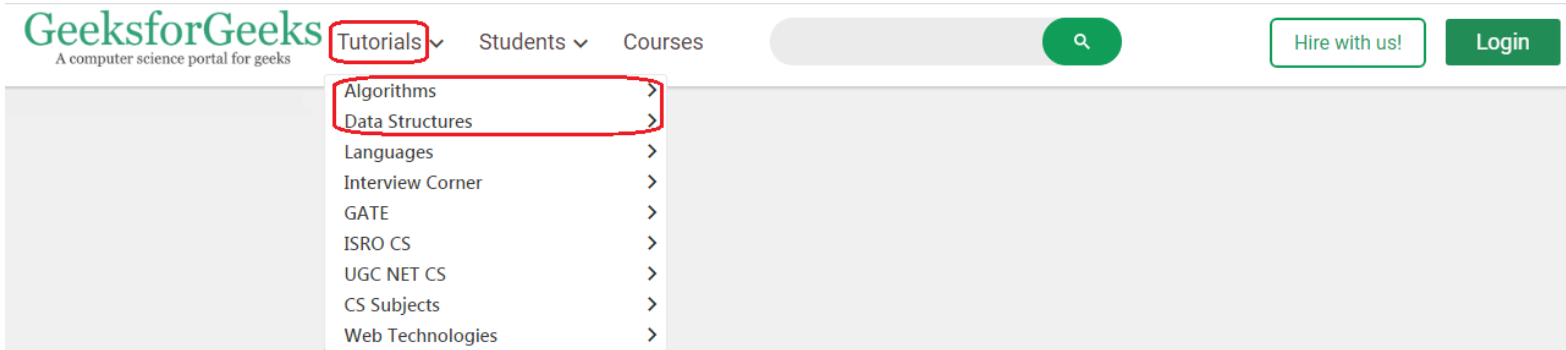 GeeksforGeeks
A computer science portal for geeks
Tutorials Students Courses
Hire with us! Login
Algorithms
Data Structures
Languages
Interview Corner
GATE
ISRO CS
UGC NET CS
CS Subjects
Web Technologies